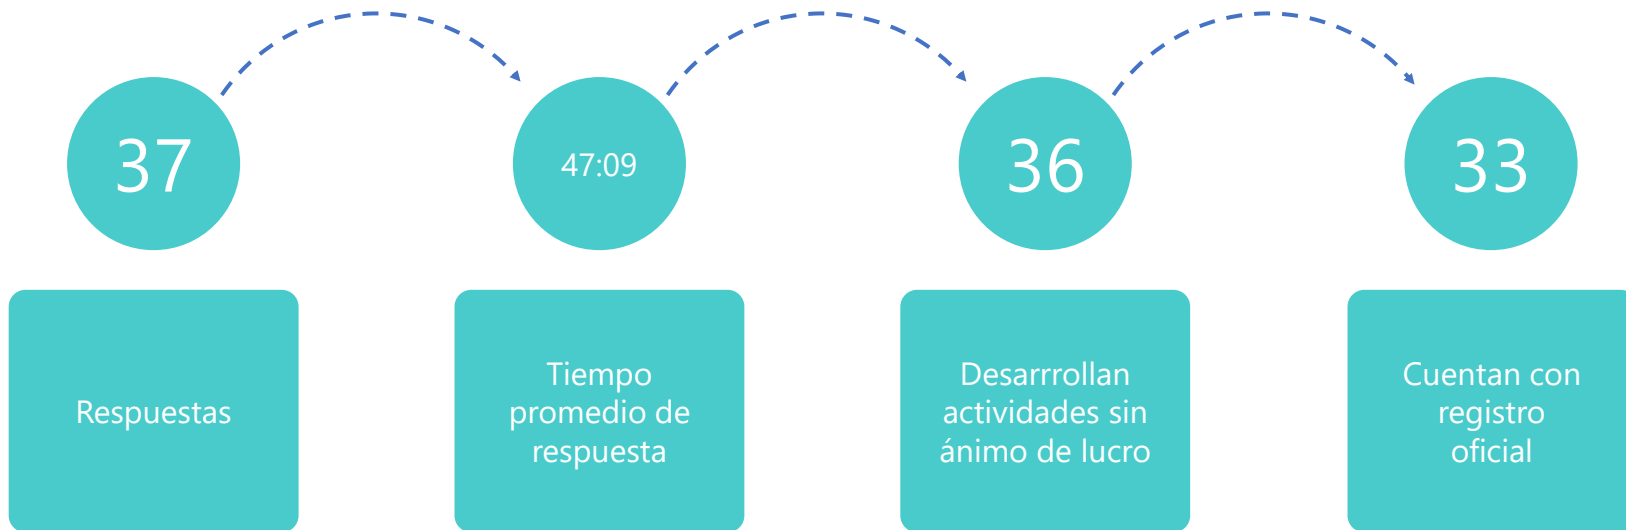 37
47:09
36
33
Respuestas
Tiempo
promedio de
respuesta
Desarrrollan
actividades sin
ánimo de lucro
Cuentan con
registro
oficial